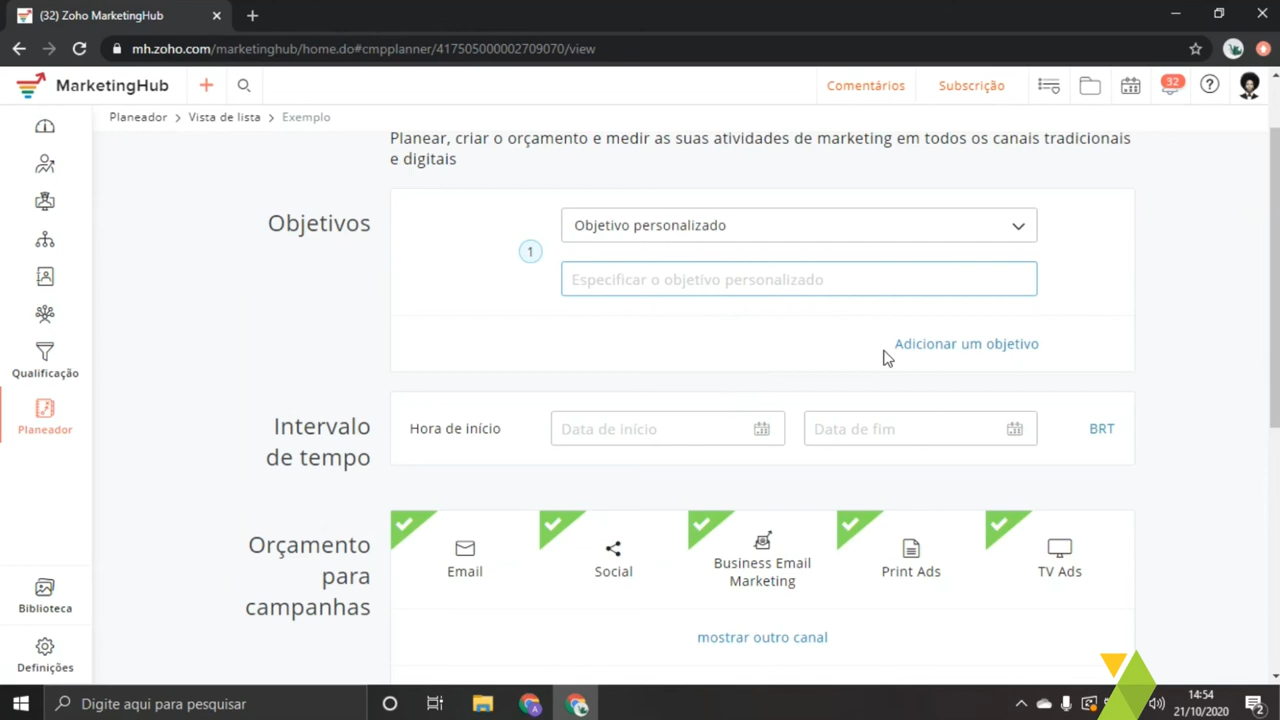 (32) Zoho MarketingHub
mh.zoho.com/marketinghub/home.do#cmpplanner/417505000002709070/view
MarketingHub
Comentários
Subscrição
32
Planeador > Vista de lista > Exemplo
Planear, criar o orçamento e medir as suas atividades de marketing em todos os canais tradicionais
e digitais
Objetivos
Objetivo personalizado
1
Especificar o objetivo personalizado
Adicionar um objetivo
Qualificação
Planeador
Intervalo
de tempo
Hora de início
Data de início
Data de fim
BRT
Orçamento
para
campanhas
Email
Social
Business Email
Marketing
Print Ads
TV Ads
mostrar outro canal
Biblioteca
Definições
Digite aqui para pesquisar
14:54
21/10/2020
2